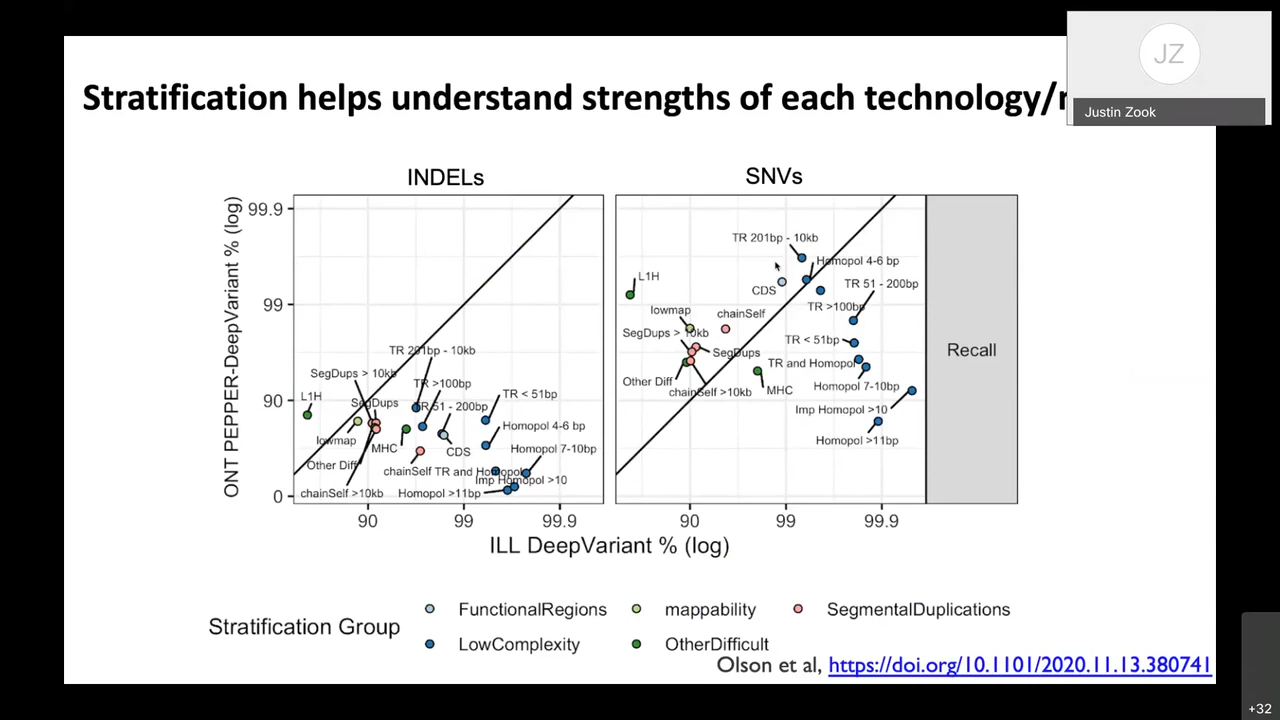 JZ
Justin Zook
Stratification helps understand strengths of each technology/
INDELs
SNVs
ONT PEPPER-DeepVariant % (log)
99.9
99
90
0
TR 201bp - 10kb
SegDups > 10kb
TR >100bp
L1H
SegDups
TR 51 - 200bp
TR < 51bp
lowmap
MHC
CDS
Homopol 4-6 bp
Other Diff
chainSelf
TR and Homopol
Homopol 7-10bp
Imp Homopol >10
chainSelf >10kb
Homopol >11bp
TR 201bp - 10kb
Homopol 4-6 bp
L1H
CDS
TR 51 - 200bp
lowmap
chainSelf
TR >100bp
SegDups > 10kb
SegDups
TR < 51bp
Other Diff
chainSelf >10kb
MHC
TR and Homopol
Homopol 7-10bp
Imp Homopol >10
Homopol >11bp
Recall
90
99
99.9
90
99
99.9
ILL DeepVariant % (log)
Stratification Group
FunctionalRegions
mappability
SegmentalDuplications
LowComplexity
OtherDifficult
Olson et al, https://doi.org/10.1101/2020.11.13.380741
+32